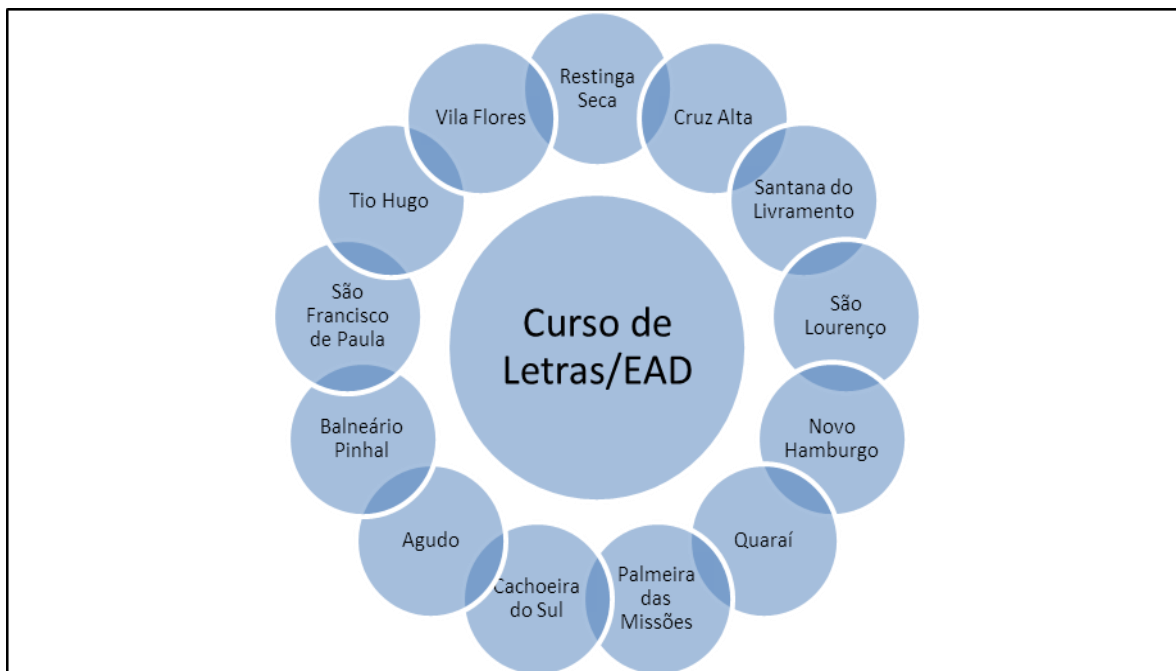 Restinga
Seca
Cruz Alta
Santana do
Livramento
São
Lourenço
Novo
Hamburgo
Quaraí
Palmeira
das
Missões
Cachoeira
do Sul
Agudo
Balneário
Pinhal
São
Francisco
de Paula
Tio Hugo
Vila Flores
Curso de
Letras/EAD